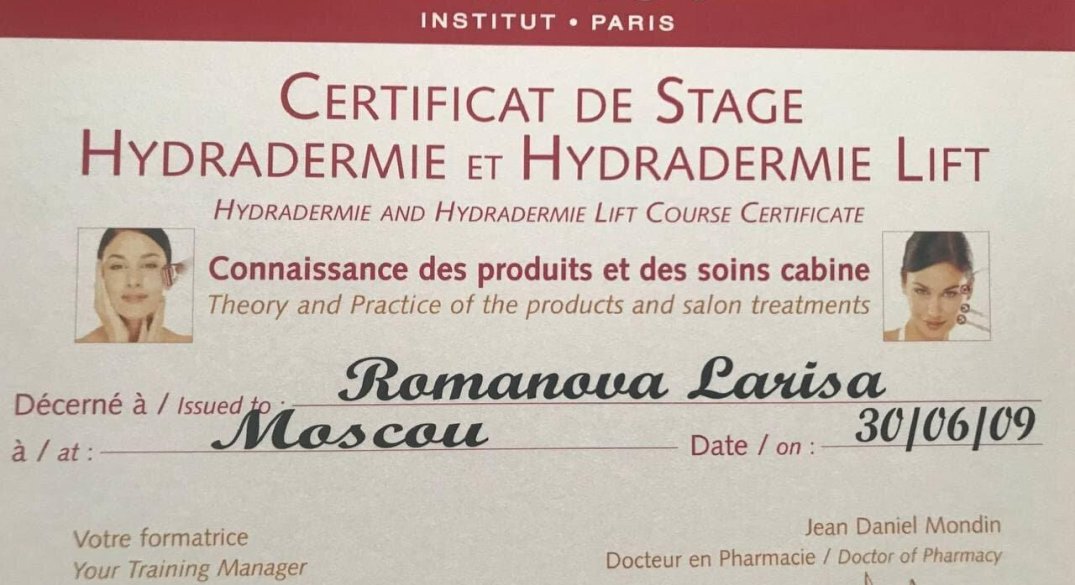 INSTITUT • PARIS
CERTIFICAT DE STAGE
HYDRADERMIE ET HYDRADERMIE LIFT
HYDRADERMIE AND HYDRADERMIE LIFT COURSE CERTIFICATE
Connaissance des produits et des soins cabine
Theory and Practice of the products and salon treatments
Décerné à / Issued to : Romanova Larisa
à / at : Moscou Date / on : 30/06/09
Votre formatrice
Your Training Manager
Jean Daniel Mondin
Docteur en Pharmacie / Doctor of Pharmacy